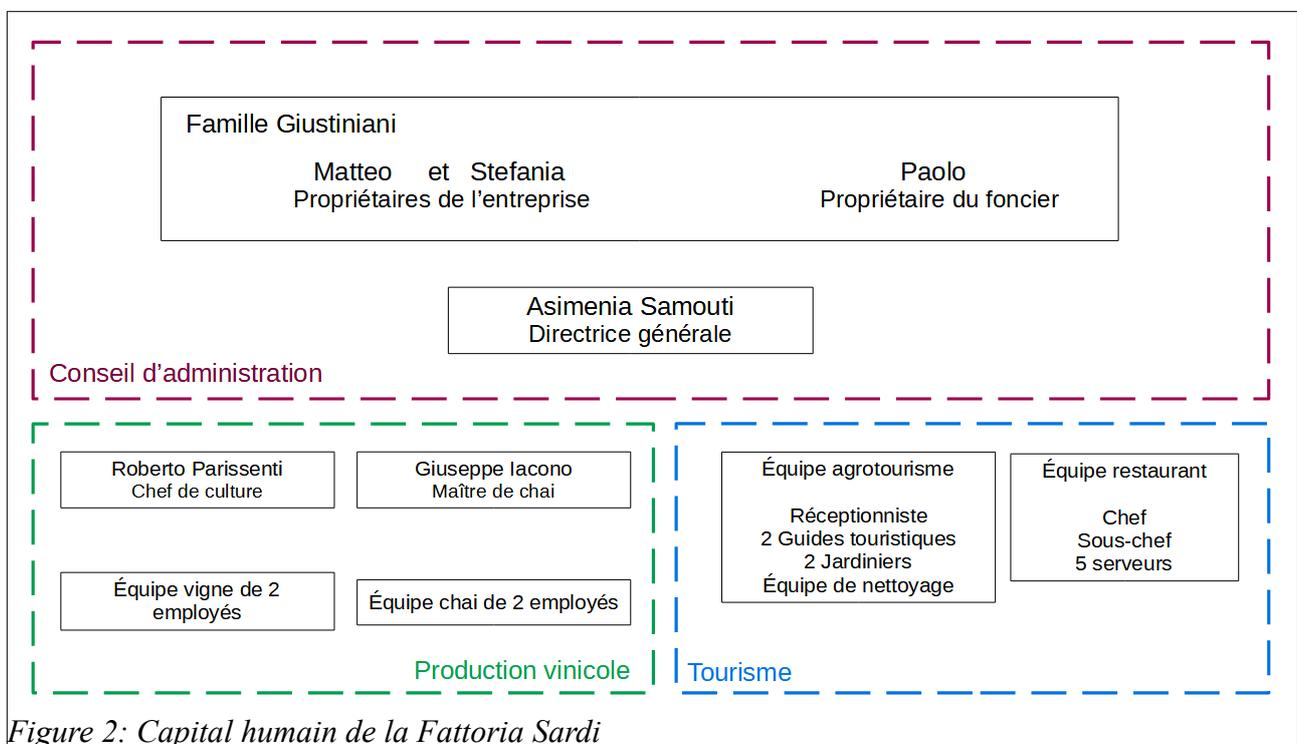 Famille Giustiniani
Matteo et Stefania
Propriétaires de l’entreprise
Paolo
Propriétaire du foncier
Asimenia Samouti
Directrice générale
Conseil d’administration
Roberto Parissenti
Chef de culture
Giuseppe Iacono
Maître de chai
Équipe vigne de 2
employés
Équipe chai de 2 employés
Production vinicole
Équipe agrotourisme
Réceptionniste
2 Guides touristiques
2 Jardiniers
Équipe de nettoyage
Équipe restaurant
Chef
Sous-chef
5 serveurs
Tourisme
Figure 2: Capital humain de la Fattoria Sardi